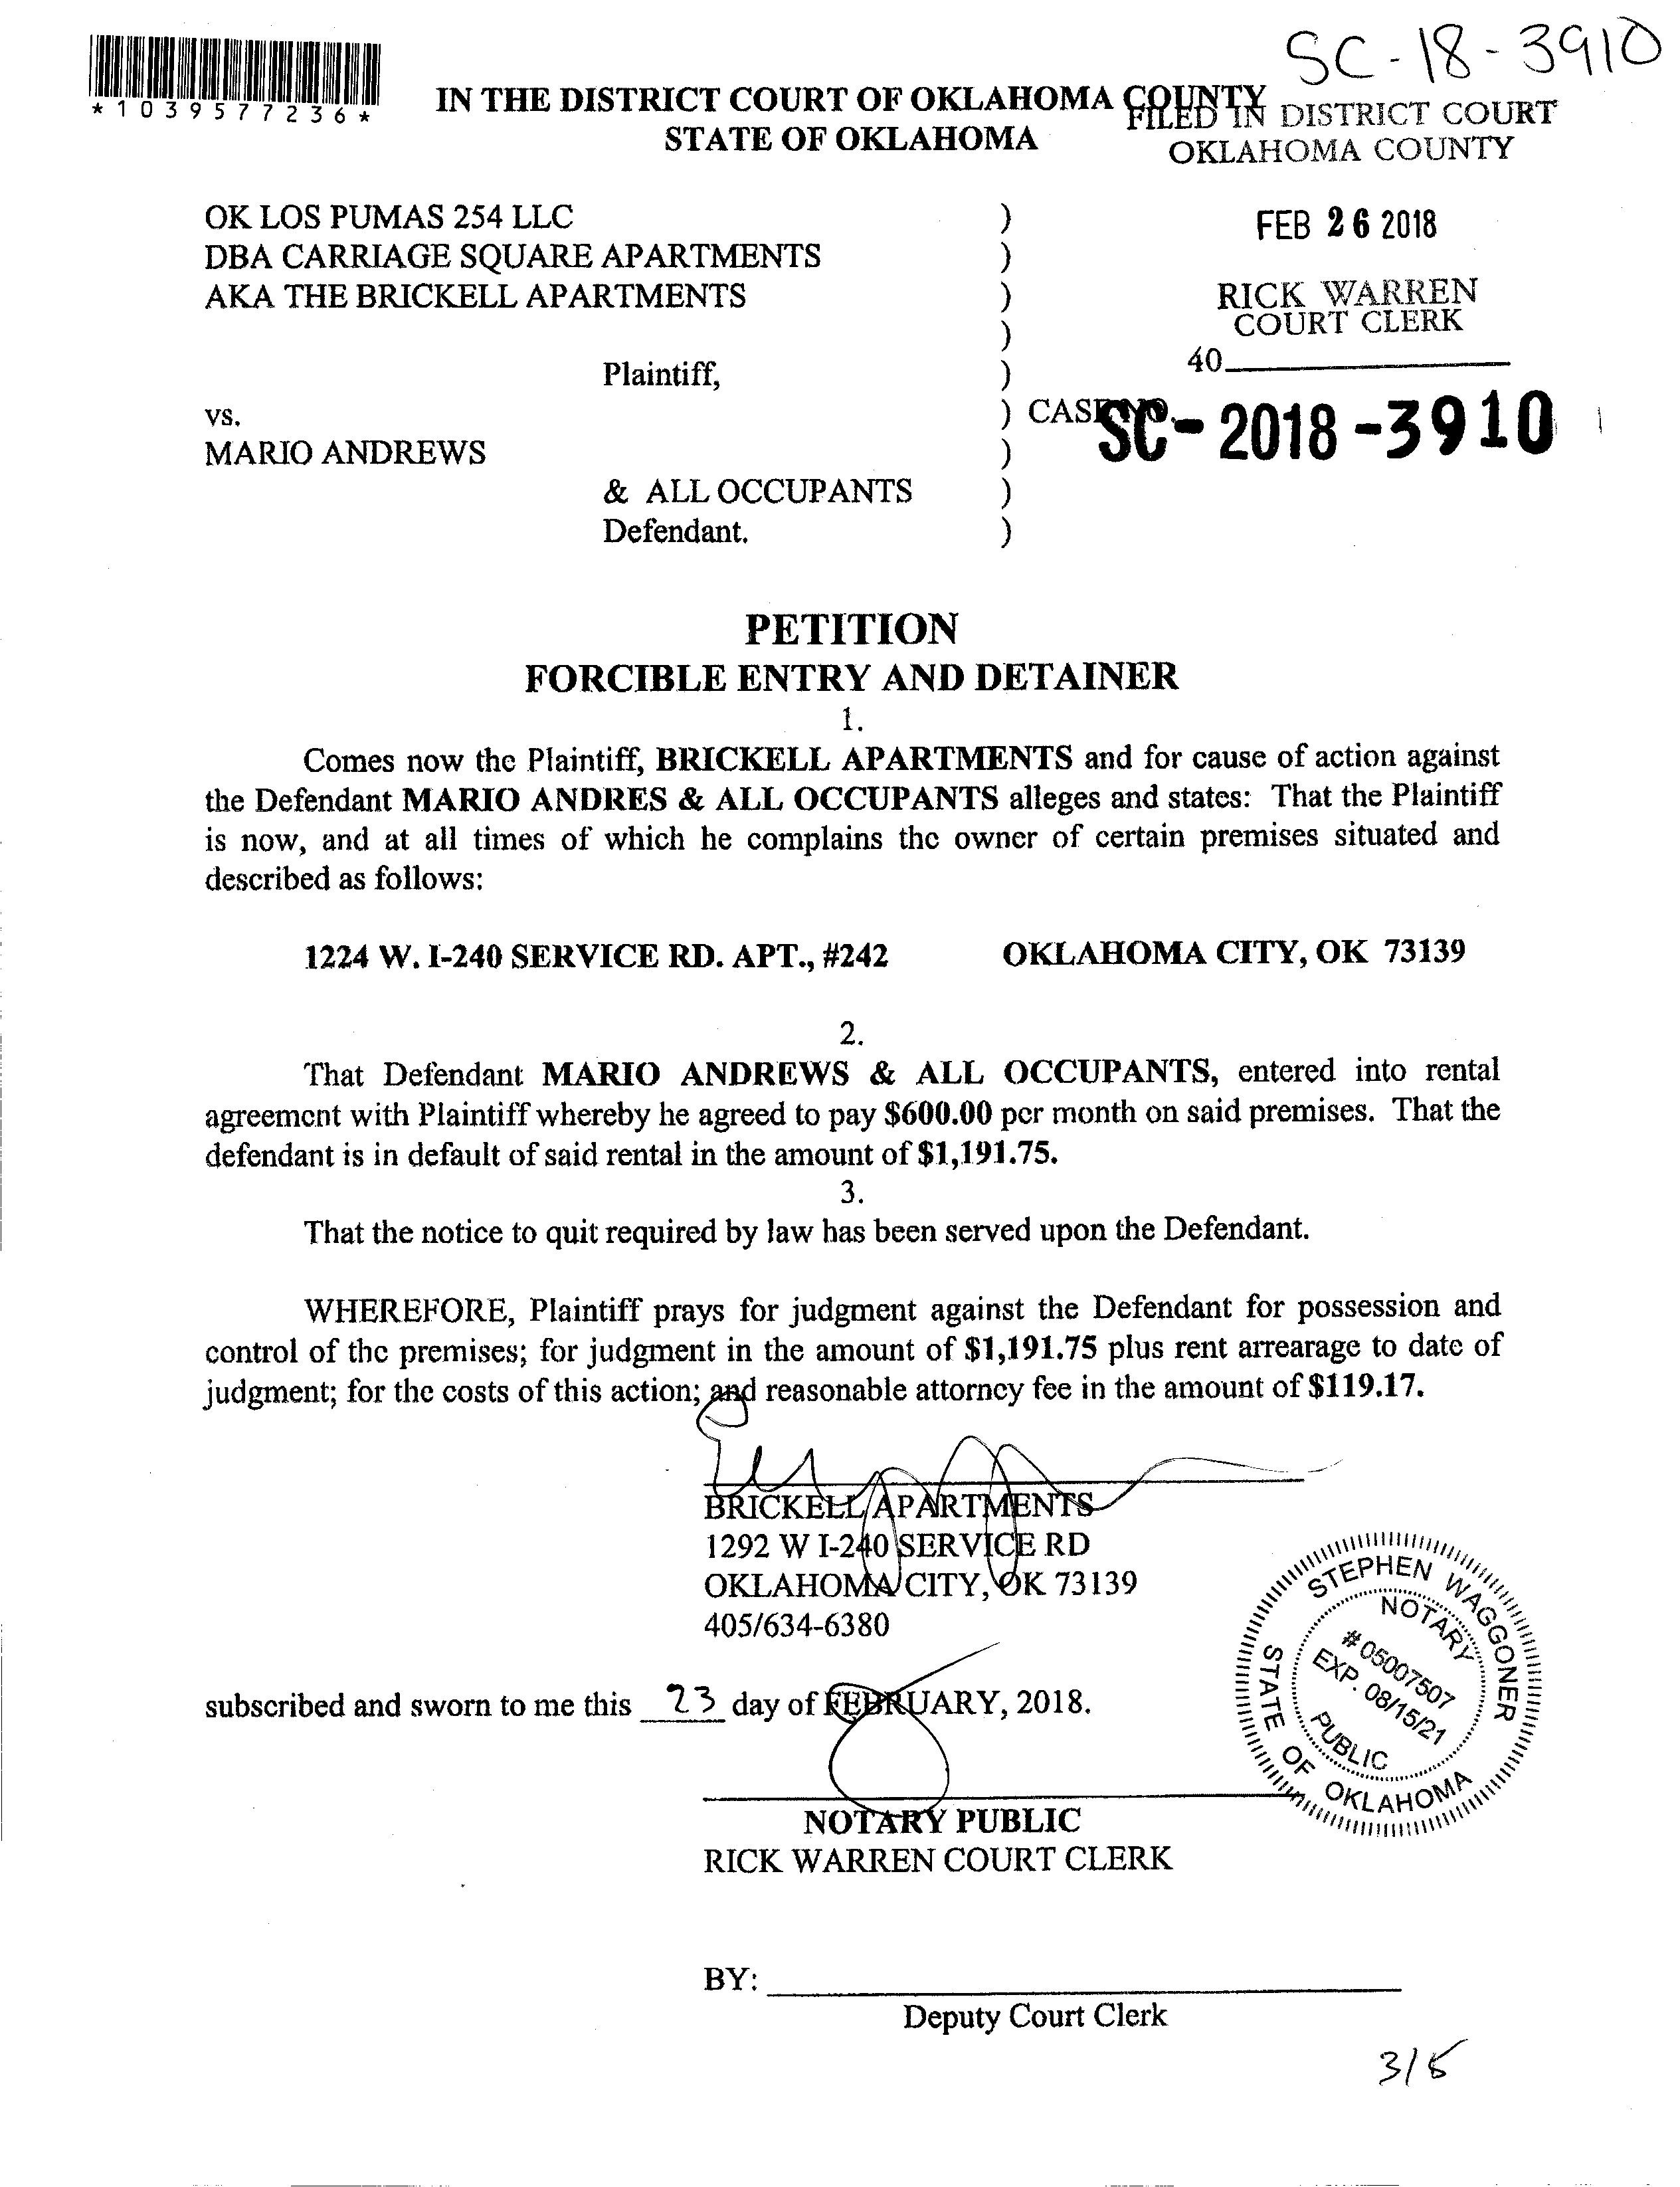 SC-18-3910
*1039577236*
IN THE DISTRICT COURT OF OKLAHOMA COUNTY
STATE OF OKLAHOMA
FILED IN DISTRICT COURT
OKLAHOMA COUNTY
FEB 26 2018
RICK WARREN
COURT CLERK
40
OK LOS PUMAS 254 LLC )
DBA CARRIAGE SQUARE APARTMENTS )
AKA THE BRICKELL APARTMENTS )
)
Plaintiff, )
vs. ) CASE NO. SC-2018-3910
MARIO ANDREWS )
& ALL OCCUPANTS )
Defendant. )
PETITION
FORCIBLE ENTRY AND DETAINER
1.
Comes now the Plaintiff, BRICKELL APARTMENTS and for cause of action against
the Defendant MARIO ANDRES & ALL OCCUPANTS alleges and states: That the Plaintiff
is now, and at all times of which he complains the owner of certain premises situated and
described as follows:
1224 W. I-240 SERVICE RD. APT., #242 OKLAHOMA CITY, OK 73139
2.
That Defendant MARIO ANDREWS & ALL OCCUPANTS, entered into rental
agreement with Plaintiff whereby he agreed to pay $600.00 per month on said premises. That the
defendant is in default of said rental in the amount of $1,191.75.
3.
That the notice to quit required by law has been served upon the Defendant.
WHEREFORE, Plaintiff prays for judgment against the Defendant for possession and
control of the premises; for judgment in the amount of $1,191.75 plus rent arrearage to date of
judgment; for the costs of this action; and reasonable attorney fee in the amount of $119.17.
BRICKELL APARTMENTS
1292 W I-240 SERVICE RD
OKLAHOMA CITY, OK 73139
405/634-6380
subscribed and sworn to me this 23 day of FEBRUARY, 2018.
STEPHEN WAGGONER
NOTARY
# 05007507
EXP. 08/15/21
PUBLIC
STATE OF OKLAHOMA
NOTARY PUBLIC
RICK WARREN COURT CLERK
BY:
Deputy Court Clerk